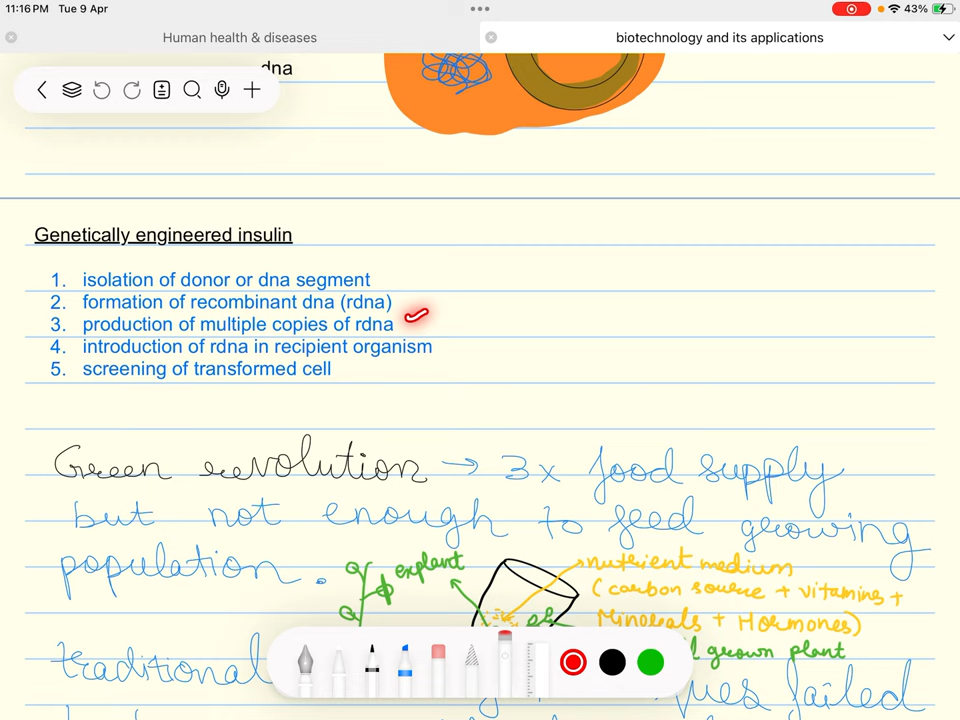 11:16 PM Tue 9 Apr 43%
Human health & diseases
biotechnology and its applications
dna
Genetically engineered insulin
1. isolation of donor or dna segment
2. formation of recombinant dna (rdna)
3. production of multiple copies of rdna
4. introduction of rdna in recipient organism
5. screening of transformed cell
Green revolution → 3x food supply
but not enough to feed growing
population.
explant
nutrient medium
(carbon source + vitamins +
Minerals + Hormones)
grown plant
traditional
failed